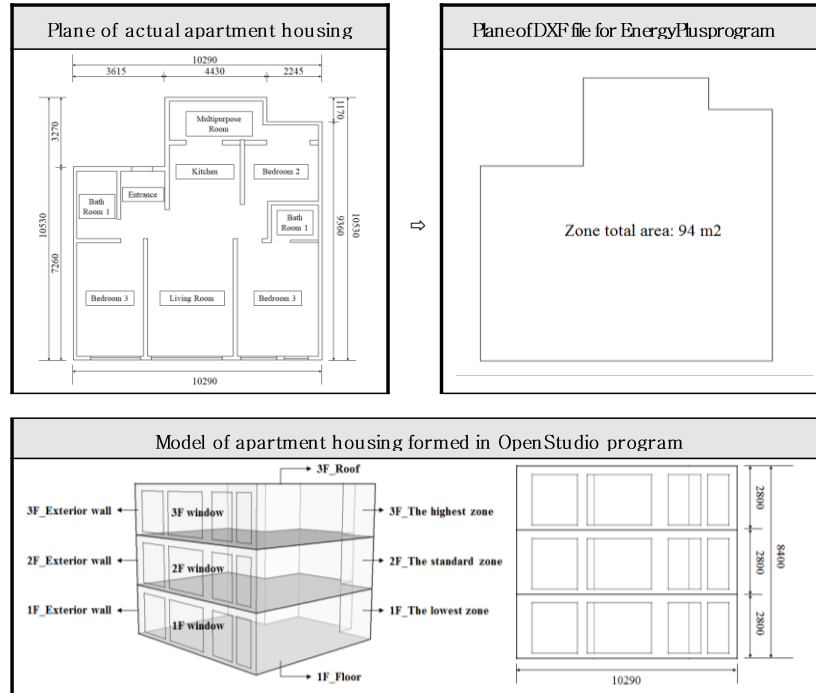 Plane of actual apartment housing
10290
3615 4430 2245
3270
10530
7260
1170
9360
10530
Multipurpose
Room
Kitchen
Bedroom 2
Entrance
Bath
Room 1
Bath
Room 1
Bedroom 3
Living Room
Bedroom 3
10290
⇨
Plane of DXF file for EnergyPlus program
Zone total area: 94 m2
Model of apartment housing formed in OpenStudio program
3F_Roof
3F_Exterior wall
3F window
3F_The highest zone
2F_Exterior wall
2F window
2F_The standard zone
1F_Exterior wall
1F window
1F_The lowest zone
1F_Floor
2800
2800
2800
8400
10290